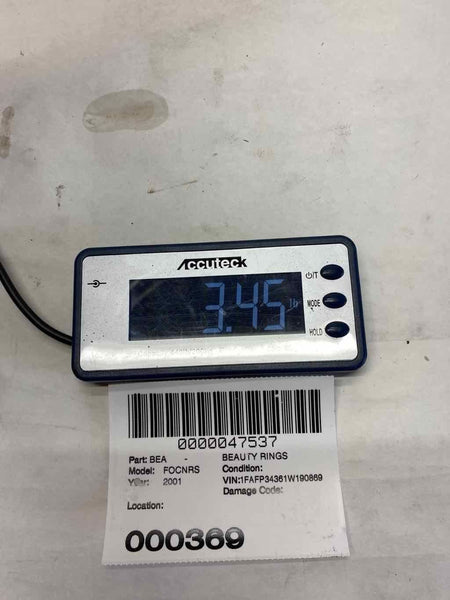 Accuteck
⏻/T
3.45 lb
MODE
HOLD
0000047537
Part: BEA - BEAUTY RINGS
Model: FOCNRS Condition:
Year: 2001 VIN:1FAFP34361W190869
Damage Code:
Location:
000369